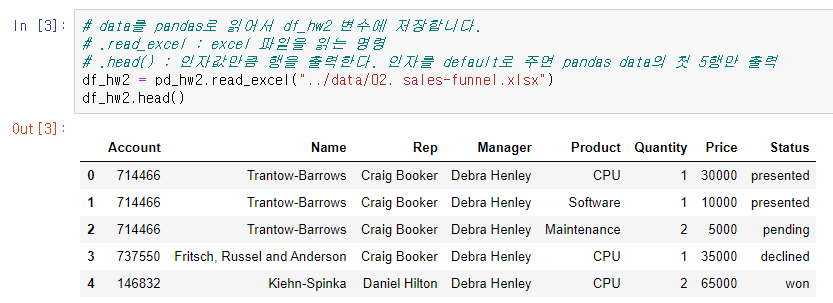 In [3]:
# data를 pandas로 읽어서 df_hw2 변수에 저장합니다.
# .read_excel : excel 파일을 읽는 명령
# .head() : 인자값만큼 행을 출력한다. 인자를 default로 주면 pandas data의 첫 5행만 출력
df_hw2 = pd_hw2.read_excel("../data/02. sales-funnel.xlsx")
df_hw2.head()
Out[3]:
Account Name Rep Manager Product Quantity Price Status
0 714466 Trantow-Barrows Craig Booker Debra Henley CPU 1 30000 presented
1 714466 Trantow-Barrows Craig Booker Debra Henley Software 1 10000 presented
2 714466 Trantow-Barrows Craig Booker Debra Henley Maintenance 2 5000 pending
3 737550 Fritsch, Russel and Anderson Craig Booker Debra Henley CPU 1 35000 declined
4 146832 Kiehn-Spinka Daniel Hilton Debra Henley CPU 2 65000 won